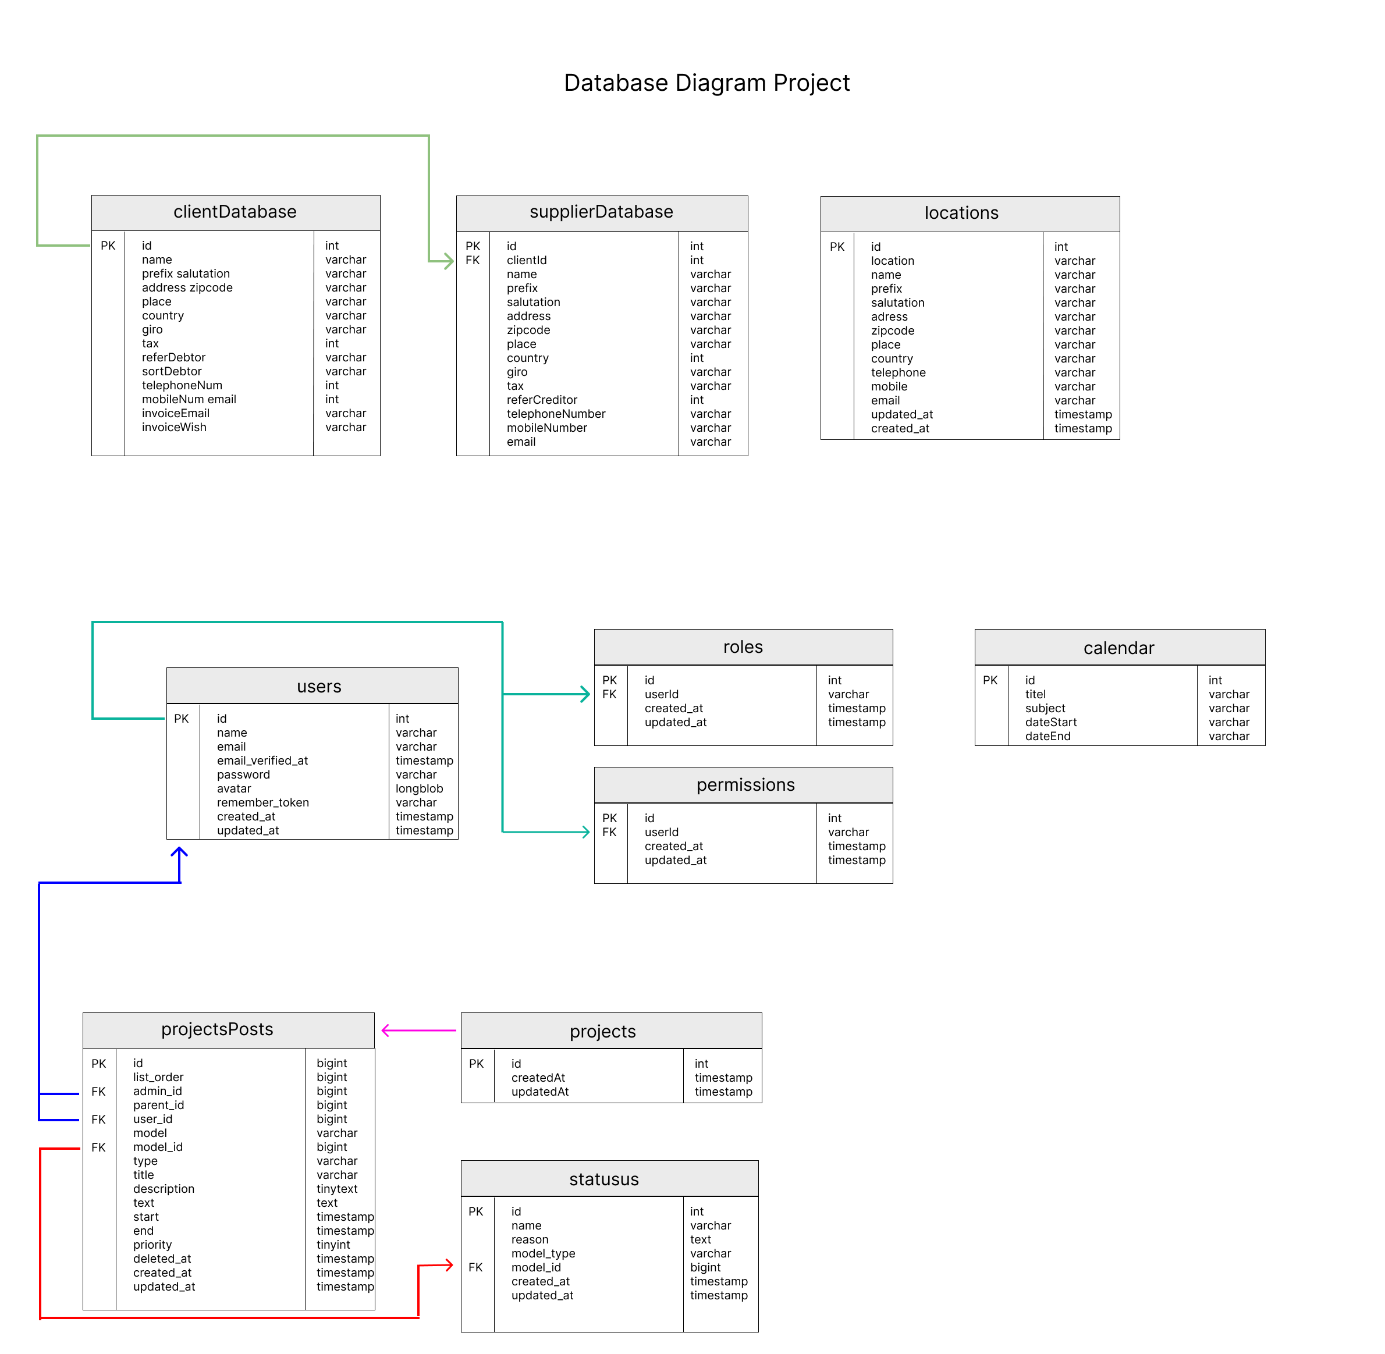 Database Diagram Project
clientDatabase
PK id int
name varchar
prefix salutation varchar
address zipcode varchar
place varchar
country varchar
giro varchar
tax int
referDebtor varchar
sortDebtor varchar
telephoneNum int
mobileNum email int
invoiceEmail varchar
invoiceWish varchar
supplierDatabase
PK id int
FK clientId int
name varchar
prefix varchar
salutation varchar
address varchar
zipcode varchar
place varchar
country int
giro varchar
tax varchar
referCreditor int
telephoneNumber varchar
mobileNumber varchar
email varchar
locations
PK id int
location varchar
name varchar
prefix varchar
salutation varchar
adress varchar
zipcode varchar
place varchar
country varchar
telephone varchar
mobile varchar
email varchar
updated_at timestamp
created_at timestamp
users
PK id int
name varchar
email varchar
email_verified_at timestamp
password varchar
avatar longblob
remember_token varchar
created_at timestamp
updated_at timestamp
roles
PK id int
FK userId varchar
created_at timestamp
updated_at timestamp
permissions
PK id int
FK userId varchar
created_at timestamp
updated_at timestamp
calendar
PK id int
titel varchar
subject varchar
dateStart varchar
dateEnd varchar
projectsPosts
PK id bigint
list_order bigint
FK admin_id bigint
parent_id bigint
FK user_id bigint
model varchar
FK model_id bigint
type varchar
title varchar
description tinytext
text text
start timestamp
end timestamp
priority tinyint
deleted_at timestamp
created_at timestamp
updated_at timestamp
projects
PK id int
createdAt timestamp
updatedAt timestamp
statusus
PK id int
name varchar
reason text
model_type varchar
FK model_id bigint
created_at timestamp
updated_at timestamp